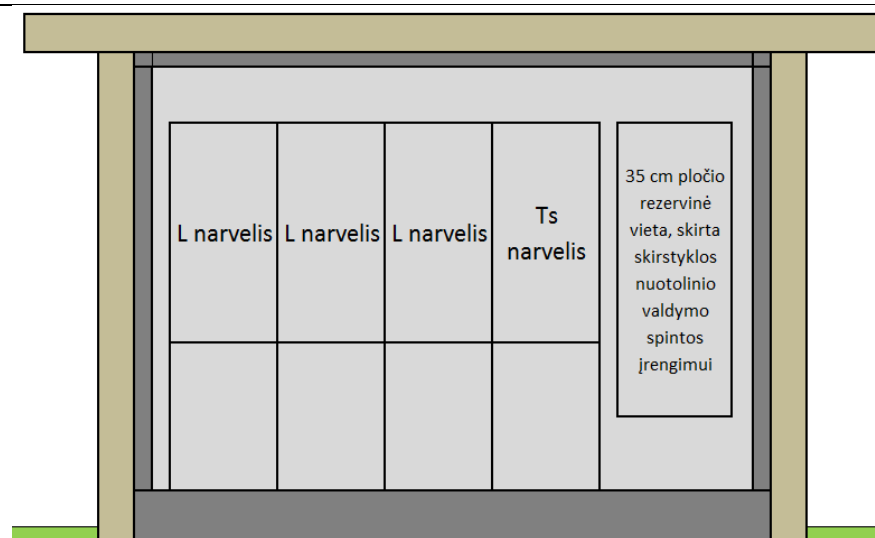 L narvelis
L narvelis
L narvelis
Ts
narvelis
35 cm pločio
rezervinė
vieta, skirta
skirstyklos
nuotolinio
valdymo
spintos
įrengimui